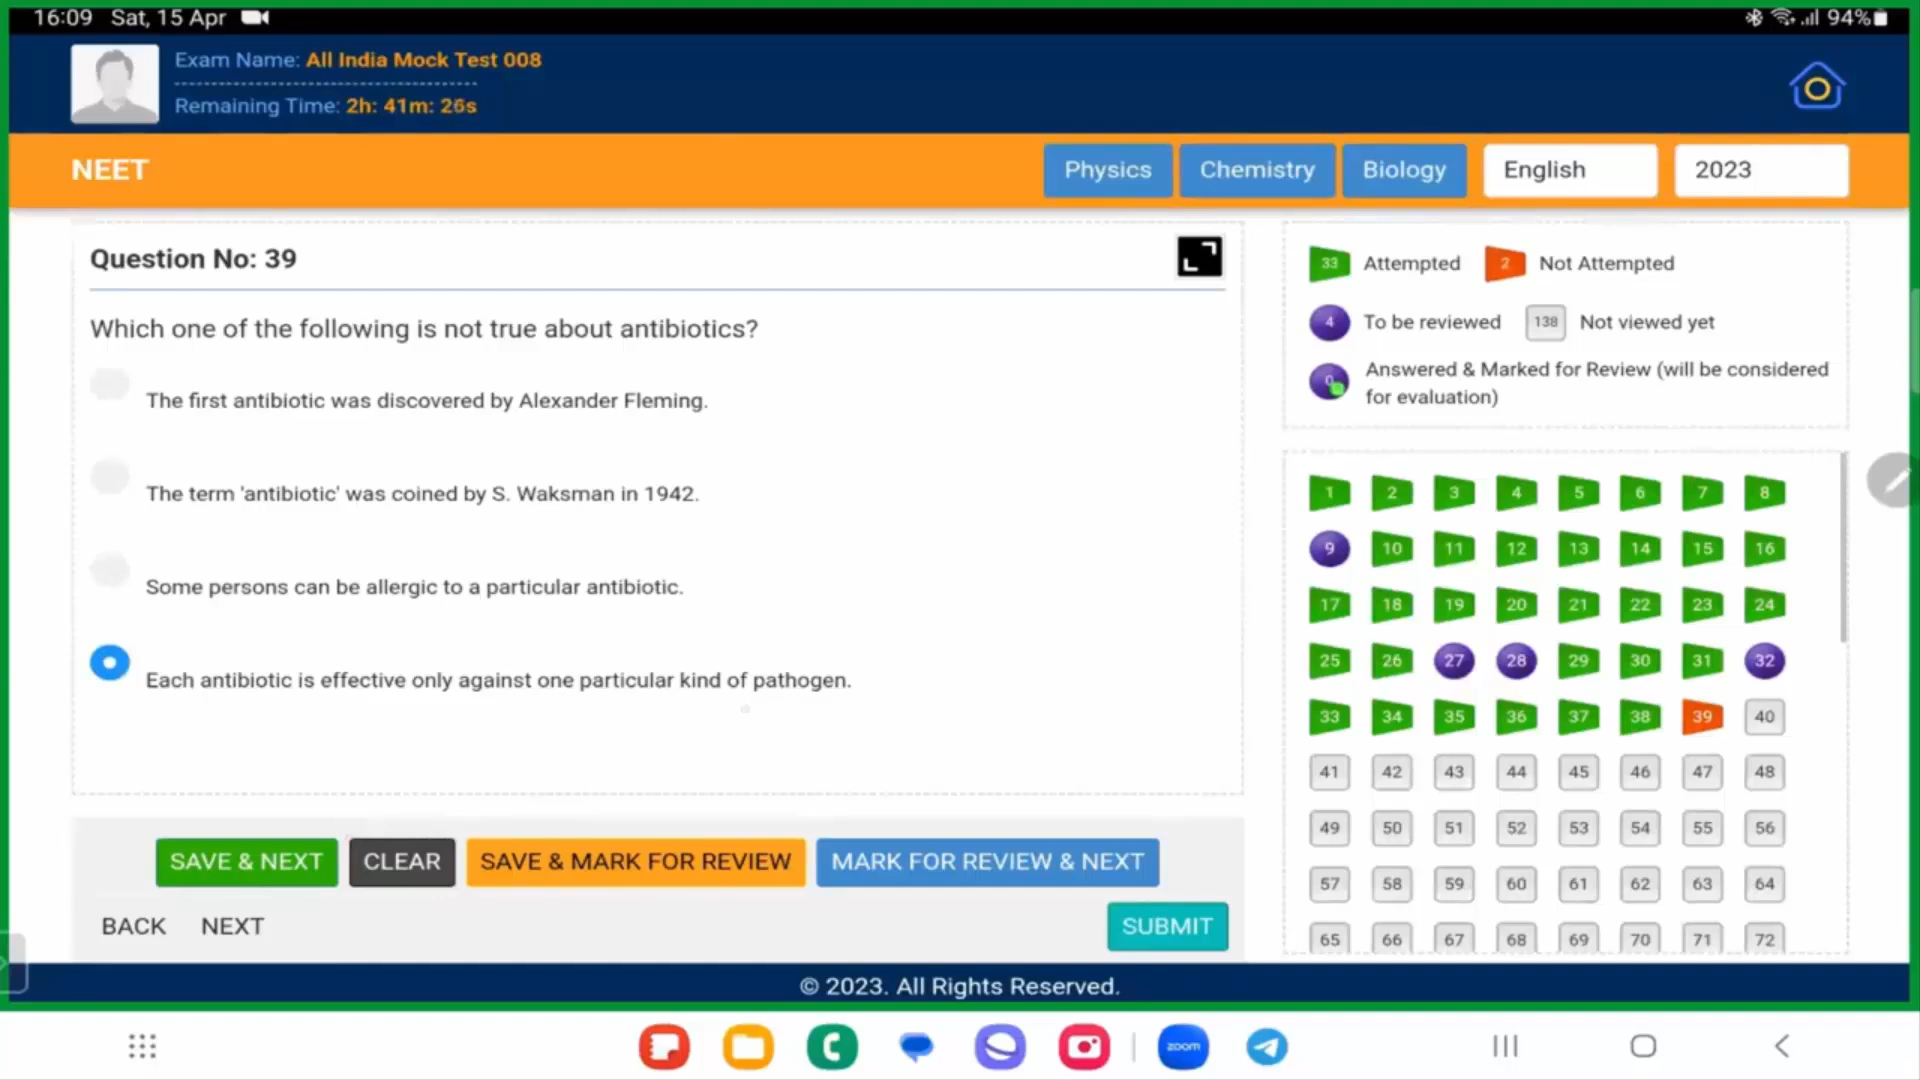 16:09 Sat, 15 Apr
94%
Exam Name: All India Mock Test 008
Remaining Time: 2h: 41m: 26s
NEET
Physics
Chemistry
Biology
English
2023
Question No: 39
Which one of the following is not true about antibiotics?
The first antibiotic was discovered by Alexander Fleming.
The term 'antibiotic' was coined by S. Waksman in 1942.
Some persons can be allergic to a particular antibiotic.
Each antibiotic is effective only against one particular kind of pathogen.
SAVE & NEXT
CLEAR
SAVE & MARK FOR REVIEW
MARK FOR REVIEW & NEXT
BACK
NEXT
SUBMIT
33 Attempted 2 Not Attempted
4 To be reviewed 138 Not viewed yet
0 Answered & Marked for Review (will be considered
for evaluation)
1 2 3 4 5 6 7 8
9 10 11 12 13 14 15 16
17 18 19 20 21 22 23 24
25 26 27 28 29 30 31 32
33 34 35 36 37 38 39 40
41 42 43 44 45 46 47 48
49 50 51 52 53 54 55 56
57 58 59 60 61 62 63 64
65 66 67 68 69 70 71 72
© 2023. All Rights Reserved.
zoom